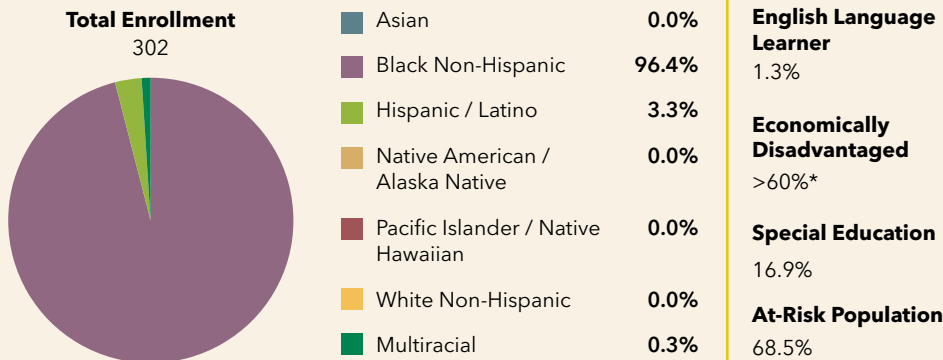 Total Enrollment
302
Asian 0.0%
Black Non-Hispanic 96.4%
Hispanic / Latino 3.3%
Native American / 0.0%
Alaska Native
Pacific Islander / Native 0.0%
Hawaiian
White Non-Hispanic 0.0%
Multiracial 0.3%
English Language
Learner
1.3%
Economically
Disadvantaged
>60%*
Special Education
16.9%
At-Risk Population
68.5%